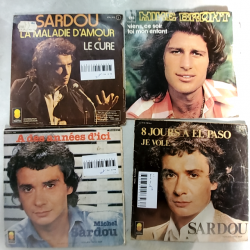 SARDOU
LA MALADIE D'AMOUR
LE CURE
MIKE BRANT
viens ce soir
toi mon enfant
A des années d'ici
Michel
Sardou
8 JOURS A EL PASO
JE VOLE
SARDOU